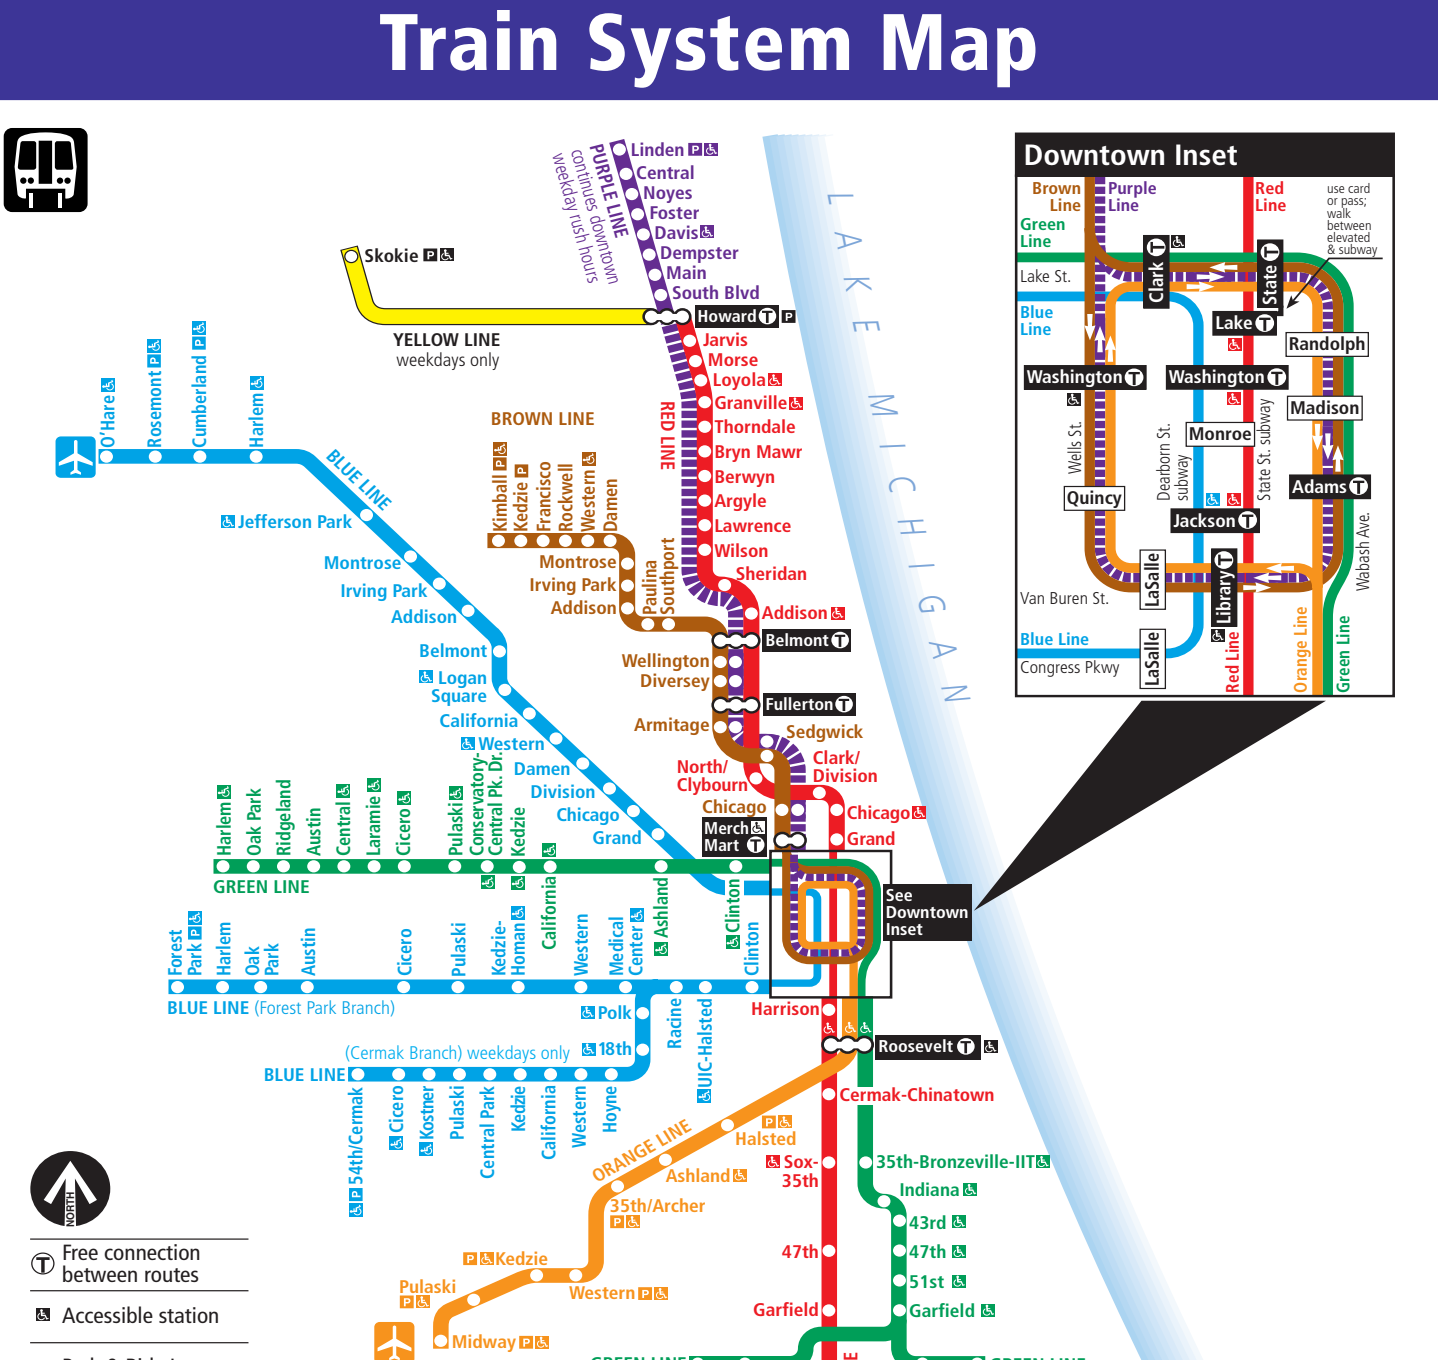 Train System Map
Linden P
Central
Noyes
Foster
Davis
Dempster
Main
South Blvd
PURPLE LINE
continues downtown
weekday rush hours
Skokie P
YELLOW LINE
weekdays only
Howard T P
Jarvis
Morse
Loyola
Granville
Thorndale
Bryn Mawr
Berwyn
Argyle
Lawrence
Wilson
Sheridan
Addison
Belmont T
Fullerton T
RED LINE
LAKE MICHIGAN
BROWN LINE
Kimball P
Kedzie P
Francisco
Rockwell
Western
Damen
Montrose
Irving Park
Addison
Paulina
Southport
Wellington
Diversey
Armitage
Sedgwick
North/
Clybourn
Clark/
Division
Chicago
Chicago
Merch
Mart T
Grand
O'Hare
Rosemont P
Cumberland P
Harlem
BLUE LINE
Jefferson Park
Montrose
Irving Park
Addison
Belmont
Logan
Square
California
Western
Damen
Division
Chicago
Grand
Harlem
Oak Park
Ridgeland
Austin
Central
Laramie
Cicero
Pulaski
Conservatory-
Central Pk. Dr.
Kedzie
California
Ashland
Clinton
GREEN LINE
Forest
Park P
Harlem
Oak
Park
Austin
Cicero
Pulaski
Kedzie-
Homan
Western
Medical
Center
Clinton
BLUE LINE (Forest Park Branch)
Polk
18th
Racine
UIC-Halsted
(Cermak Branch) weekdays only
BLUE LINE
P 54th/Cermak
Cicero
Kostner
Pulaski
Central Park
Kedzie
California
Western
Hoyne
See
Downtown
Inset
Harrison
Roosevelt T
Cermak-Chinatown
Sox-
35th
47th
Garfield
35th-Bronzeville-IIT
Indiana
43rd
47th
51st
Garfield
ORANGE LINE
P
Halsted
Ashland
35th/Archer
P
P Kedzie
Western P
Pulaski
P
Midway P
GREEN LINE
GREEN LINE
NORTH
T Free connection
between routes
Accessible station
Downtown Inset
Brown
Line
Purple
Line
Red
Line
use card
or pass;
walk
between
elevated
& subway
Green
Line
Lake St.
Blue
Line
Clark T
State T
Lake T
Randolph
Washington T
Washington T
Madison
Monroe
Wells St.
Dearborn St.
subway
State St. subway
Quincy
Adams T
Jackson T
Wabash Ave.
LaSalle
Library T
Van Buren St.
Blue Line
Congress Pkwy
LaSalle
Red Line
Orange Line
Green Line